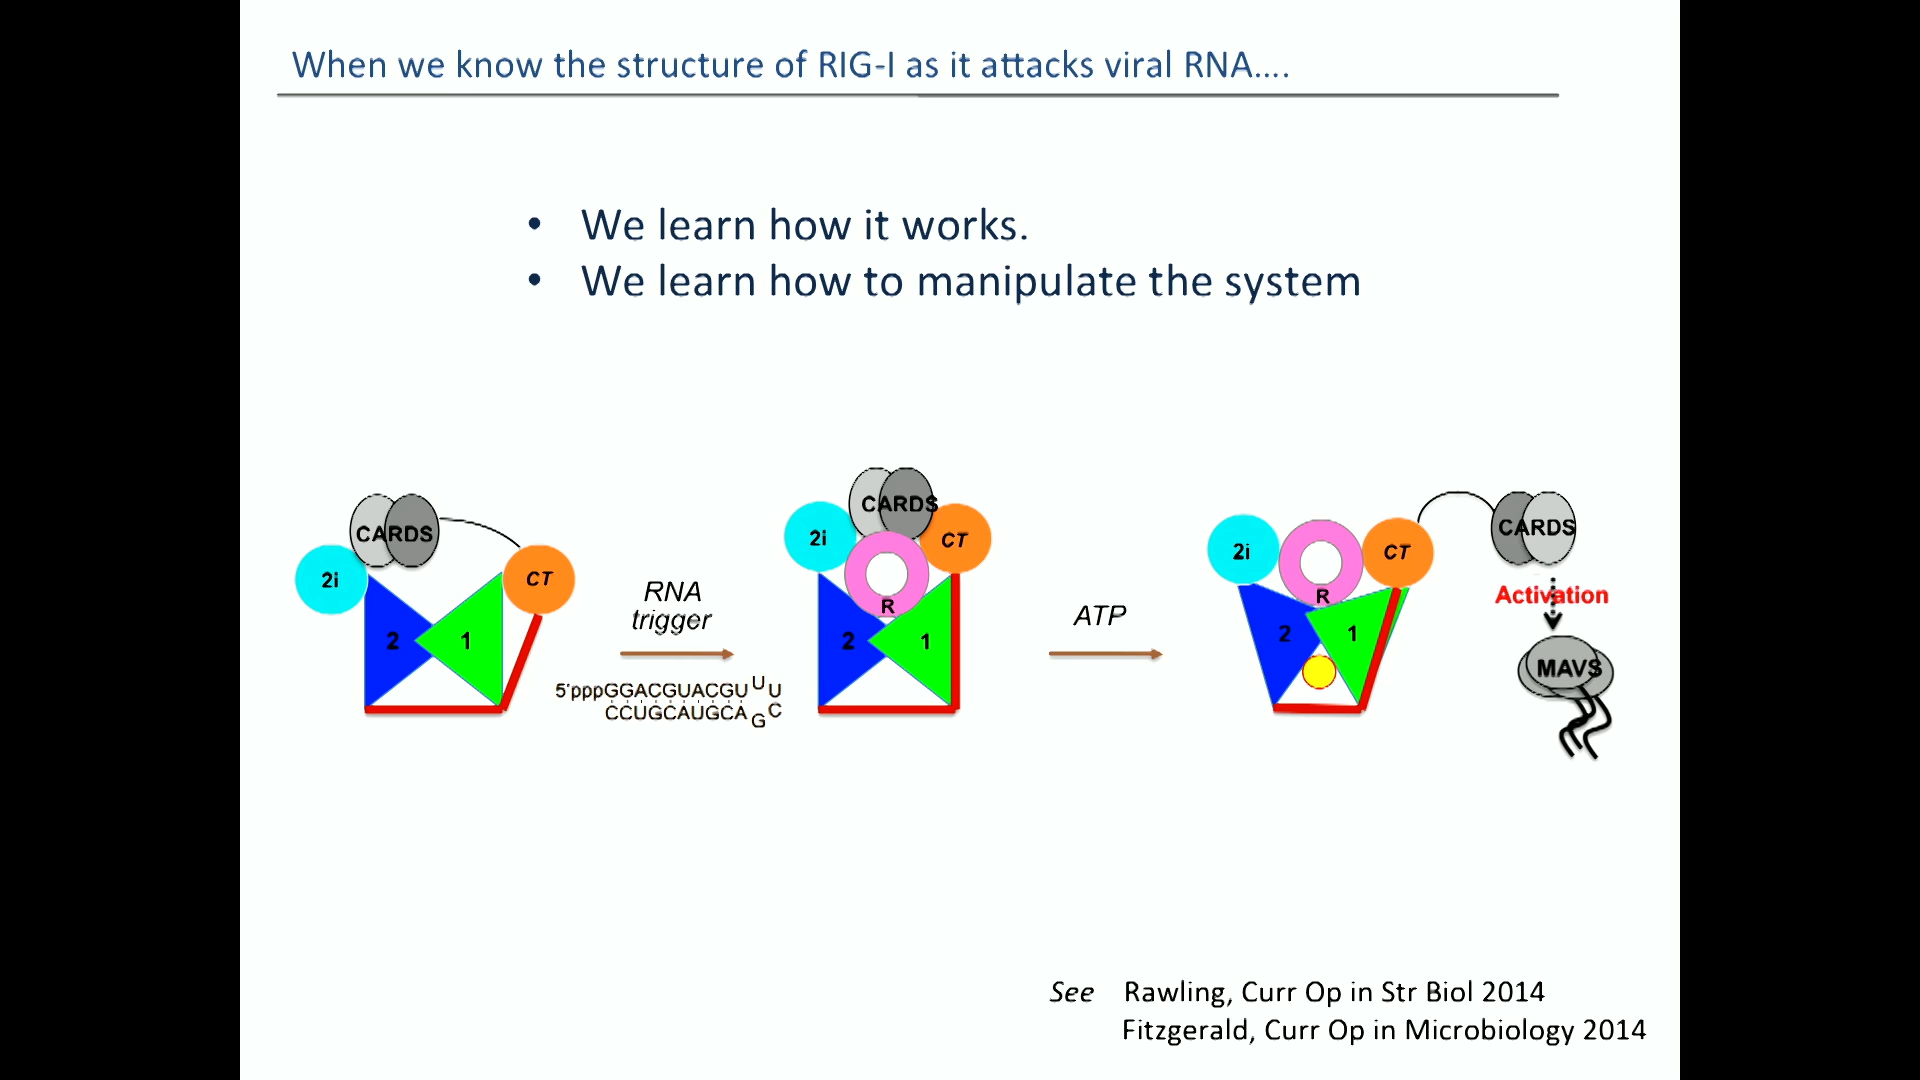 When we know the structure of RIG-I as it attacks viral RNA....
• We learn how it works.
• We learn how to manipulate the system
CARDS
2i
CT
2
1
RNA
trigger
5'pppGGACGUACGU U U
CCUGCAUGCA G C
CARDS
2i
CT
R
2
1
ATP
2i
R
CT
2
1
CARDS
Activation
MAVS
See Rawling, Curr Op in Str Biol 2014
Fitzgerald, Curr Op in Microbiology 2014